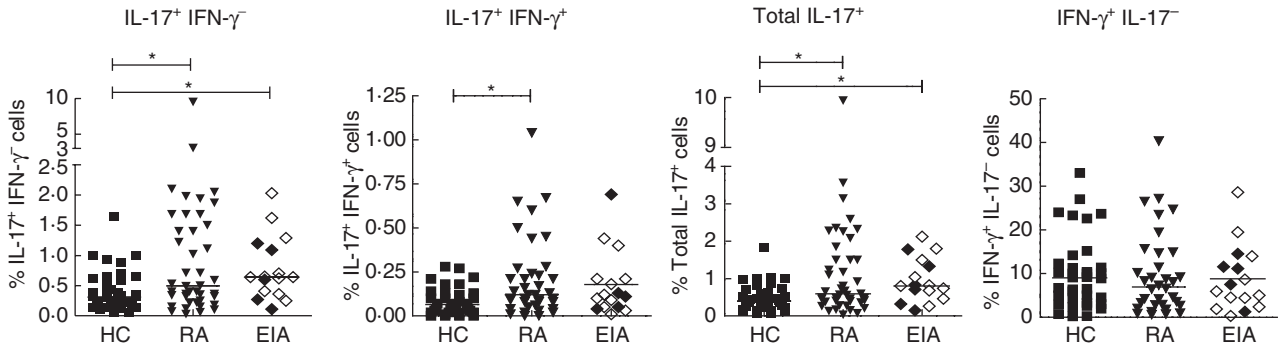 IL-17⁺ IFN-γ⁻
*
*
% IL-17⁺ IFN-γ⁻ cells
10
5
3
2·5
2·0
1·5
1·0
0·5
0·0
HC RA EIA
IL-17⁺ IFN-γ⁺
*
% IL-17⁺ IFN-γ⁺ cells
1·25
1·00
0·75
0·50
0·25
0·00
HC RA EIA
Total IL-17⁺
*
*
% Total IL-17⁺ cells
10
9
4
3
2
1
0
HC RA EIA
IFN-γ⁺ IL-17⁻
% IFN-γ⁺ IL-17⁻ cells
50
40
30
20
10
0
HC RA EIA